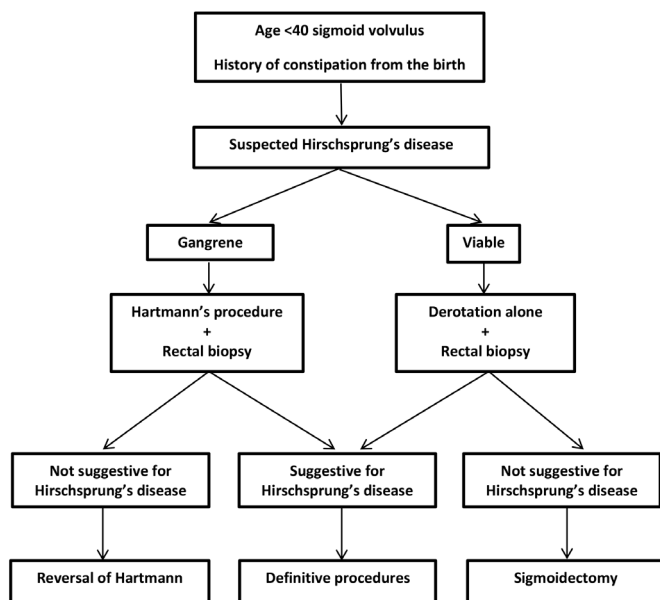 Age <40 sigmoid volvulus
History of constipation from the birth
Suspected Hirschsprung's disease
Gangrene
Viable
Hartmann's procedure
+
Rectal biopsy
Derotation alone
+
Rectal biopsy
Not suggestive for
Hirschsprung's disease
Suggestive for
Hirschsprung's disease
Not suggestive for
Hirschsprung's disease
Reversal of Hartmann
Definitive procedures
Sigmoidectomy